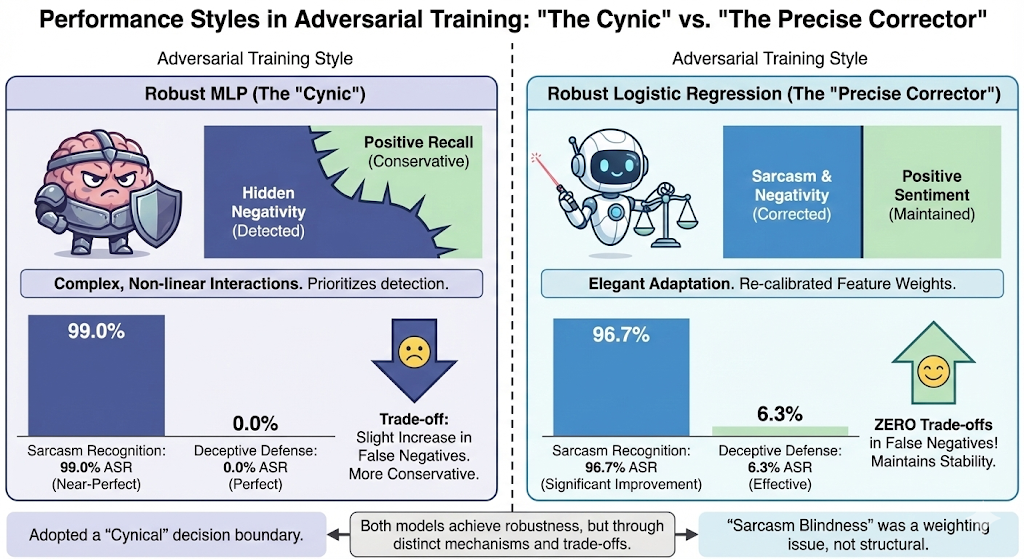 Performance Styles in Adversarial Training: "The Cynic" vs. "The Precise Corrector"
Adversarial Training Style
Robust MLP (The "Cynic")
Hidden
Negativity
(Detected)
Positive Recall
(Conservative)
Complex, Non-linear Interactions. Prioritizes detection.
99.0%
0.0%
Sarcasm Recognition:
99.0% ASR
(Near-Perfect)
Deceptive Defense:
0.0% ASR
(Perfect)
Trade-off:
Slight Increase in
False Negatives.
More Conservative.
Adversarial Training Style
Robust Logistic Regression (The "Precise Corrector")
Sarcasm &
Negativity
(Corrected)
Positive
Sentiment
(Maintained)
Elegant Adaptation. Re-calibrated Feature Weights.
96.7%
6.3%
Sarcasm Recognition:
96.7% ASR
(Significant Improvement)
Deceptive Defense:
6.3% ASR
(Effective)
ZERO Trade-offs
in False Negatives!
Maintains Stability.
Adopted a "Cynical" decision boundary.
Both models achieve robustness, but through
distinct mechanisms and trade-offs.
"Sarcasm Blindness" was a weighting
issue, not structural.